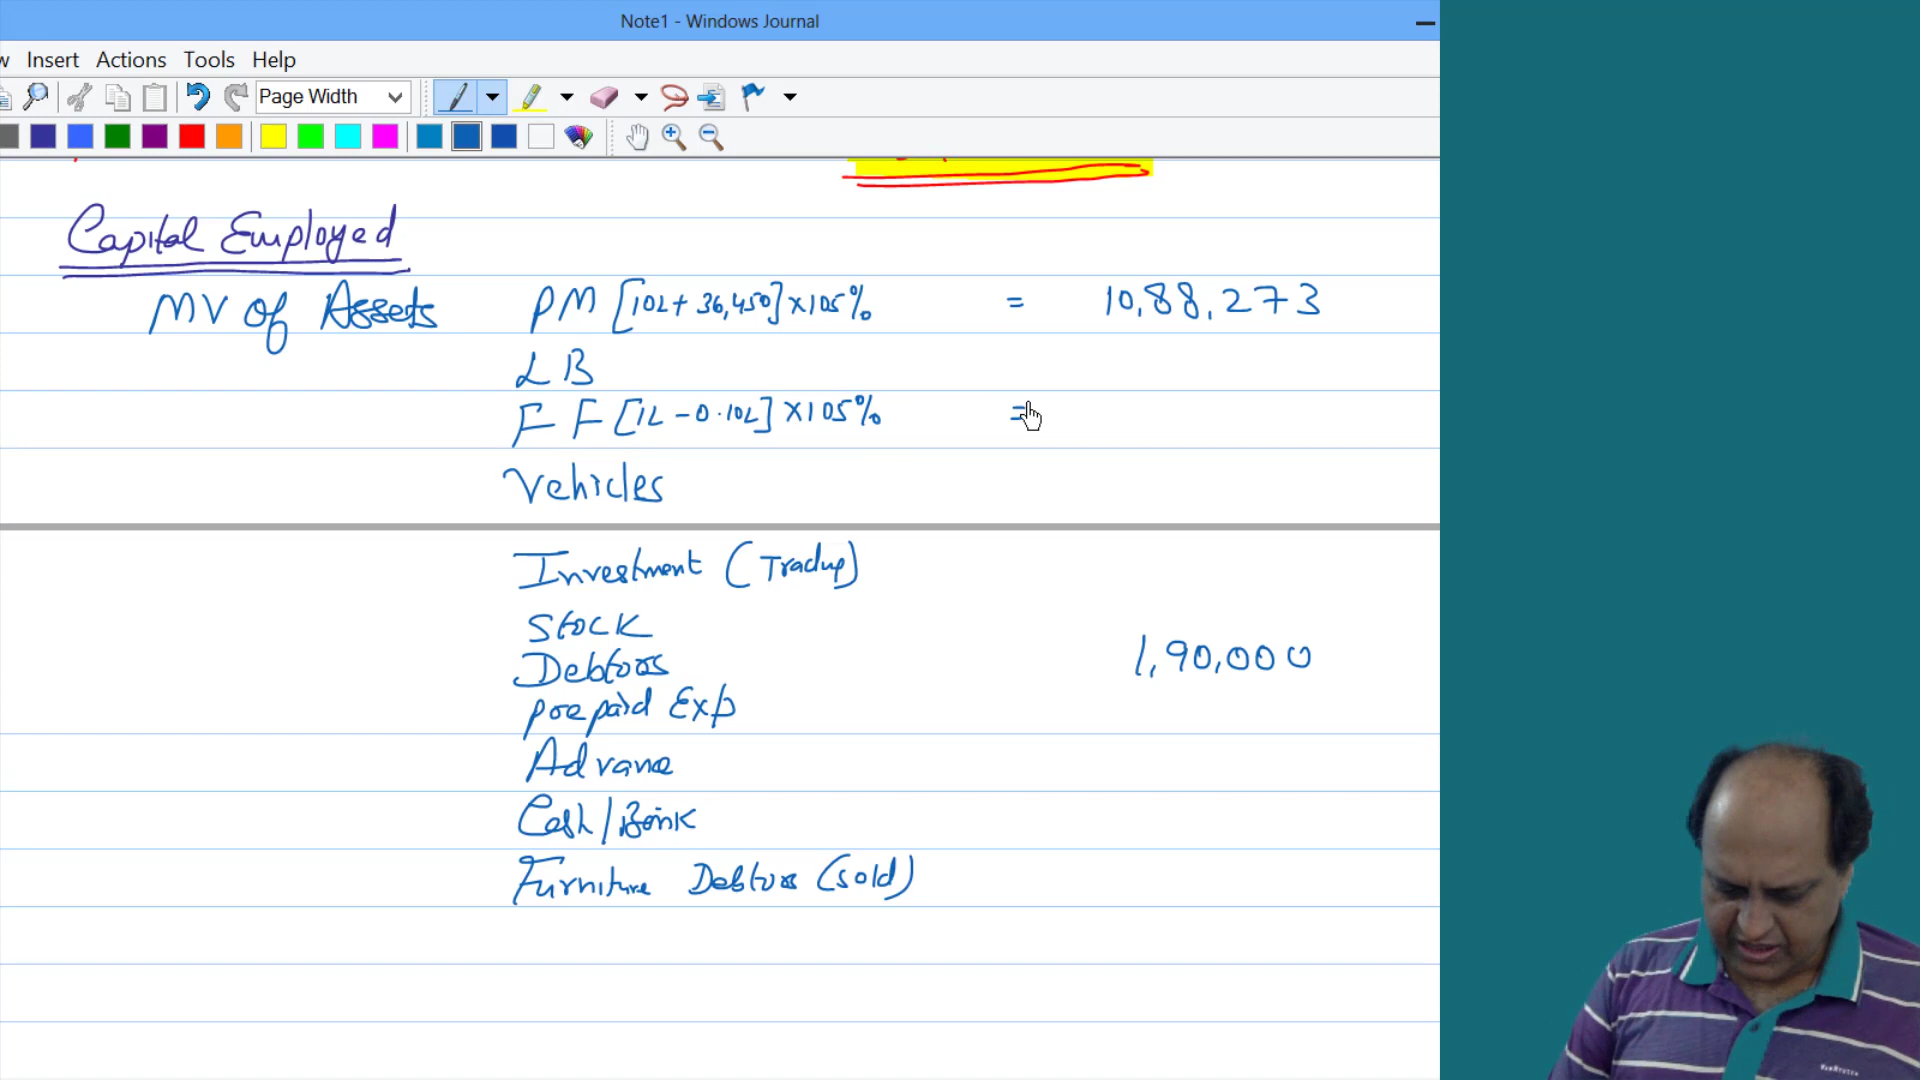 Note1 - Windows Journal
w Insert Actions Tools Help
Page Width
Capital Employed
MV of Assets PM [10L+ 36,450]×105% = 10,88,273
LB
FF [1L - 0.10L] ×105% =
Vehicles
Investment (Trading)
Stock
Debtors 1,90,000
Prepaid Exp
Advance
Cash/Bank
Furniture Debtors (sold)